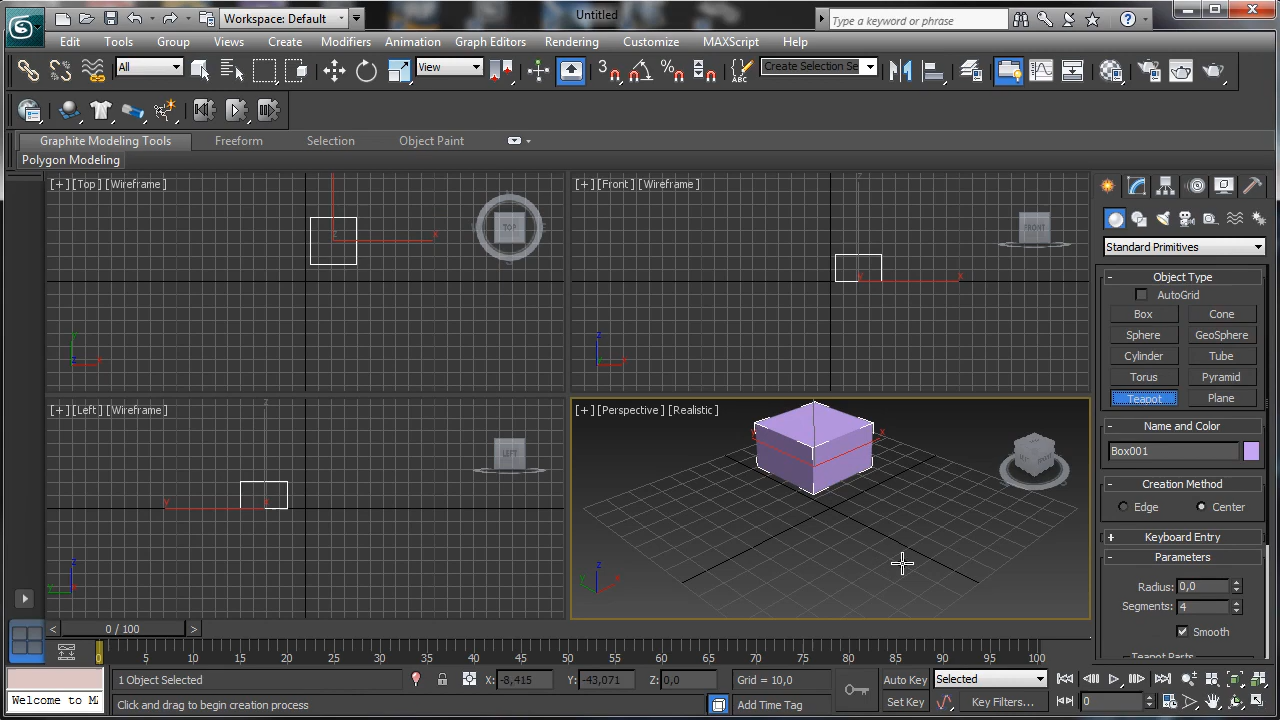 Workspace: Default
Untitled
Type a keyword or phrase
Edit Tools Group Views Create Modifiers Animation Graph Editors Rendering Customize MAXScript Help
All
View
Create Selection Se
Graphite Modeling Tools Freeform Selection Object Paint
Polygon Modeling
[+] [Top ] [Wireframe ]
TOP
x
[+] [Front ] [Wireframe ]
FRONT
x
Standard Primitives
Object Type
AutoGrid
Box Cone
Sphere GeoSphere
Cylinder Tube
Torus Pyramid
Teapot Plane
[+] [Left ] [Wireframe ]
LEFT
[+] [Perspective ] [Realistic ]
Name and Color
Box001
Creation Method
Edge Center
Keyboard Entry
Parameters
Radius: 0,0
Segments: 4
Smooth
Teapot Parts
0 / 100
0 5 10 15 20 25 30 35 40 45 50 55 60 65 70 75 80 85 90 95 100
1 Object Selected
X: -8,415 Y: -43,071 Z: 0,0
Grid = 10,0
Auto Key Selected
Welcome to MA
Click and drag to begin creation process
Add Time Tag
Set Key Key Filters...
0